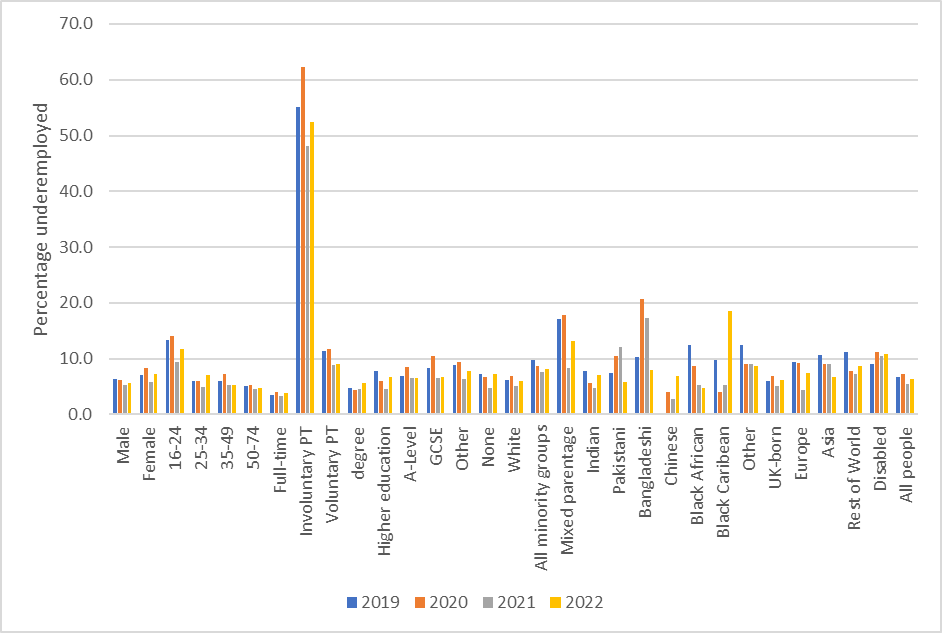 70.0
60.0
50.0
40.0
30.0
20.0
10.0
0.0
Percentage underemployed
Male
Female
16-24
25-34
35-49
50-74
Full-time
Involuntary PT
Voluntary PT
degree
Higher education
A-Level
GCSE
Other
None
White
All minority groups
Mixed parentage
Indian
Pakistani
Bangladeshi
Chinese
Black African
Black Caribean
Other
UK-born
Europe
Asia
Rest of World
Disabled
All people
2019 2020 2021 2022